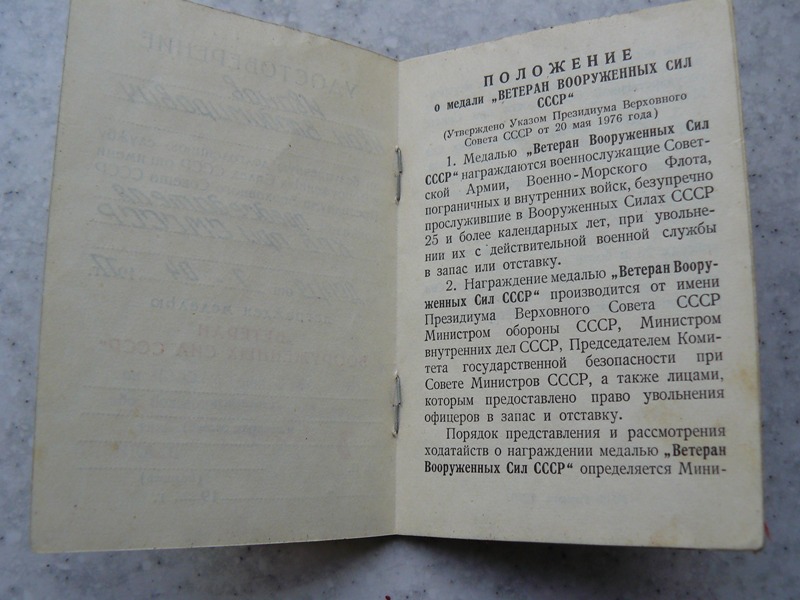 ПОЛОЖЕНИЕ
о медали „ВЕТЕРАН ВООРУЖЕННЫХ СИЛ
СССР“
(Утверждено Указом Президиума Верховного
Совета СССР от 20 мая 1976 года)
1. Медалью „Ветеран Вооруженных Сил
СССР“ награждаются военнослужащие Совет-
ской Армии, Военно-Морского Флота,
пограничных и внутренних войск, безупречно
прослужившие в Вооруженных Силах СССР
25 и более календарных лет, при увольне-
нии их с действительной военной службы
в запас или отставку.
2. Награждение медалью „Ветеран Воору-
женных Сил СССР“ производится от имени
Президиума Верховного Совета СССР
Министром обороны СССР, Министром
внутренних дел СССР, Председателем Коми-
тета государственной безопасности при
Совете Министров СССР, а также лицами,
которым предоставлено право увольнения
офицеров в запас и отставку.
Порядок представления и рассмотрения
ходатайств о награждении медалью „Ветеран
Вооруженных Сил СССР“ определяется Мини-
УДОСТОВЕРЕНИЕ